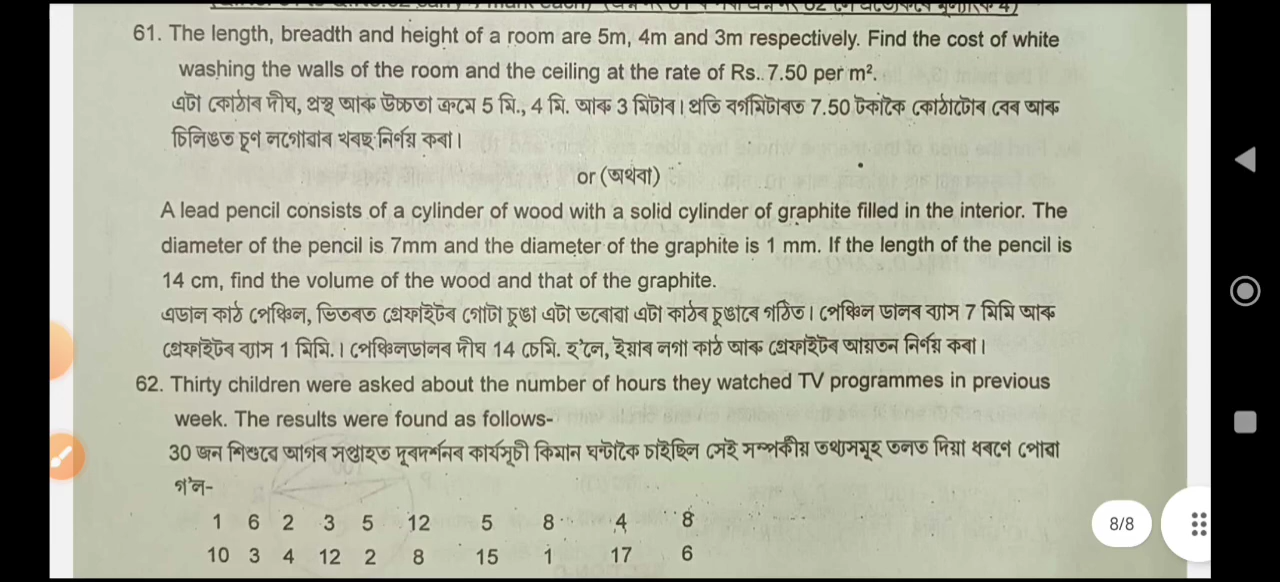 61. The length, breadth and height of a room are 5m, 4m and 3m respectively. Find the cost of white
washing the walls of the room and the ceiling at the rate of Rs. 7.50 per m².
এটা কোঠাৰ দীঘ, প্ৰস্থ আৰু উচ্চতা ক্ৰমে 5 মি., 4 মি. আৰু 3 মিটাৰ। প্ৰতি বৰ্গমিটাৰত 7.50 টকাকৈ কোঠাটোৰ বেৰ আৰু
চিলিঙত চূণ লগোৱাৰ খৰছ নিৰ্ণয় কৰা।
or (অথবা)
A lead pencil consists of a cylinder of wood with a solid cylinder of graphite filled in the interior. The
diameter of the pencil is 7mm and the diameter of the graphite is 1 mm. If the length of the pencil is
14 cm, find the volume of the wood and that of the graphite.
এডাল কাঠ পেঞ্চিল, ভিতৰত গ্ৰেফাইটৰ গোটা চুঙা এটা ভৰোৱা এটা কাঠৰ চুঙাৰে গঠিত। পেঞ্চিল ডালৰ ব্যাস 7 মিমি আৰু
গ্ৰেফাইটৰ ব্যাস 1 মিমি.। পেঞ্চিলডালৰ দীঘ 14 চেমি. হ'লে, ইয়াৰ লগা কাঠ আৰু গ্ৰেফাইটৰ আয়তন নিৰ্ণয় কৰা।
62. Thirty children were asked about the number of hours they watched TV programmes in previous
week. The results were found as follows-
30 জন শিশুৱে আগৰ সপ্তাহত দূৰদৰ্শনৰ কাৰ্যসূচী কিমান ঘন্টাকৈ চাইছিল সেই সম্পৰ্কীয় তথ্যসমূহ তলত দিয়া ধৰণে পোৱা
গ'ল-
1 6 2 3 5 12 5 8 4 8
10 3 4 12 2 8 15 1 17 6
8/8